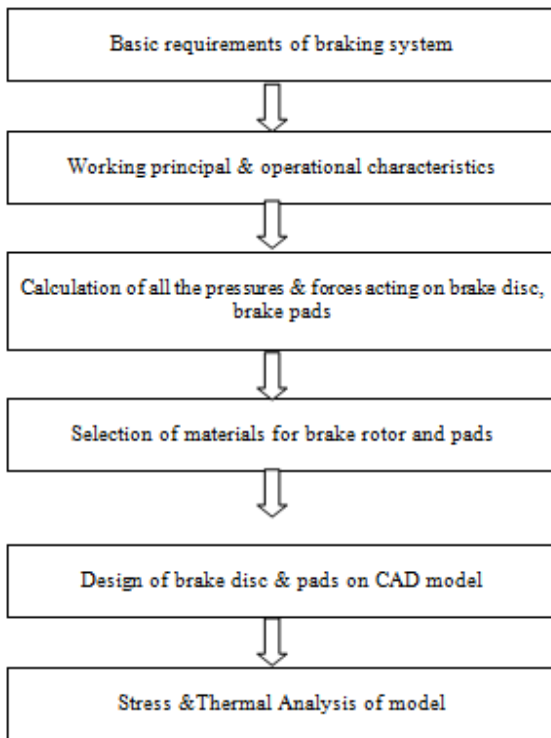 Basic requirements of braking system
Working principal & operational characteristics
Calculation of all the pressures & forces acting on brake disc,
brake pads
Selection of materials for brake rotor and pads
Design of brake disc & pads on CAD model
Stress &Thermal Analysis of model